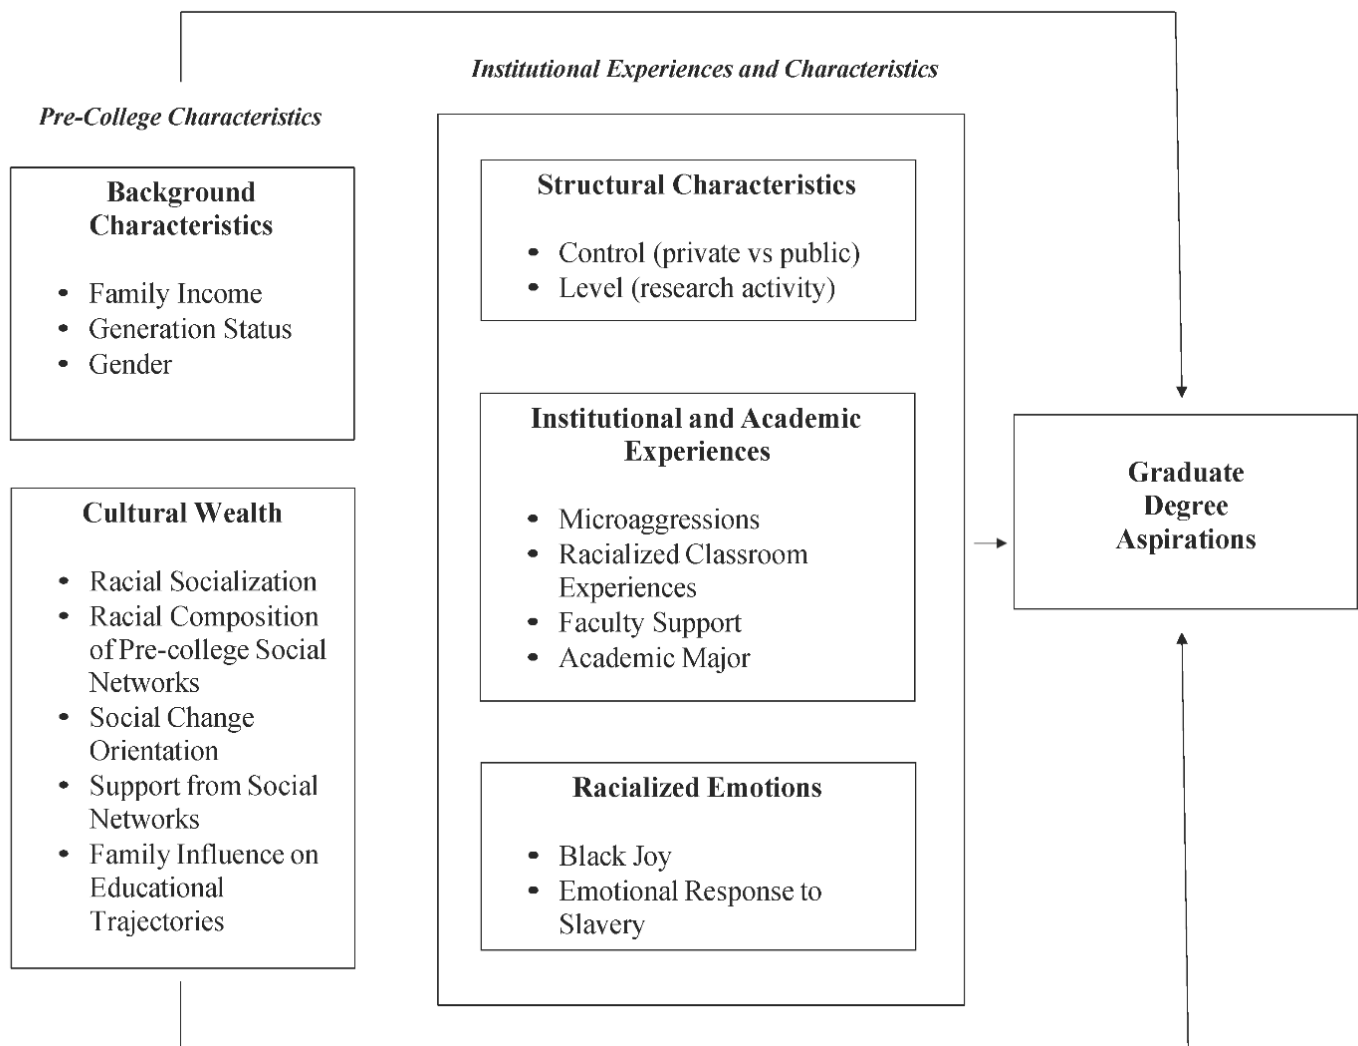 Institutional Experiences and Characteristics
Pre-College Characteristics
Background
Characteristics
• Family Income
• Generation Status
• Gender
Cultural Wealth
• Racial Socialization
• Racial Composition
of Pre-college Social
Networks
• Social Change
Orientation
• Support from Social
Networks
• Family Influence on
Educational
Trajectories
Structural Characteristics
• Control (private vs public)
• Level (research activity)
Institutional and Academic
Experiences
• Microaggressions
• Racialized Classroom
Experiences
• Faculty Support
• Academic Major
Racialized Emotions
• Black Joy
• Emotional Response to
Slavery
Graduate
Degree
Aspirations